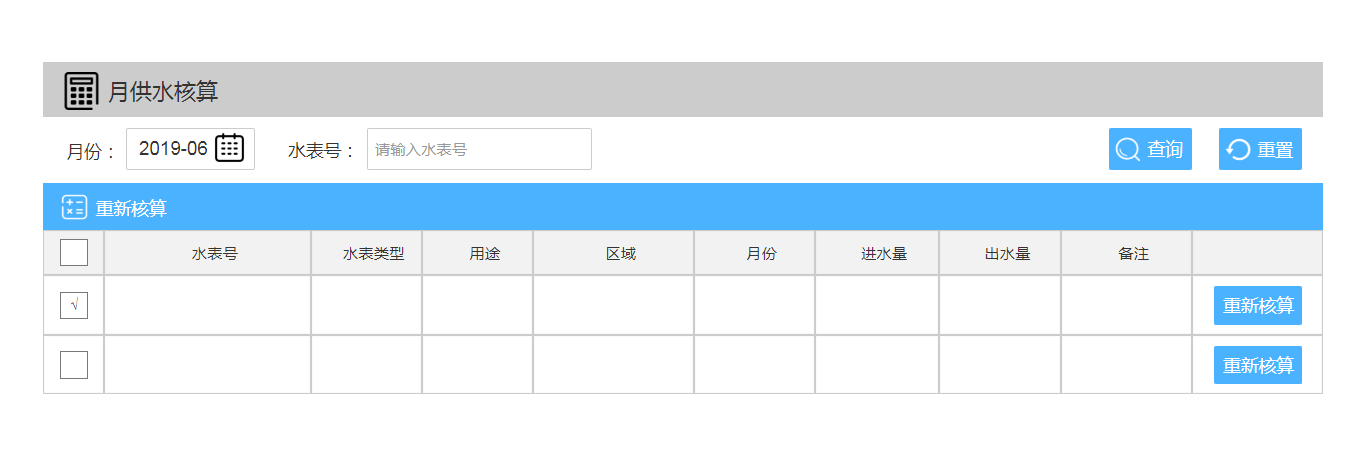 月供水核算
月份： 2019-06 水表号： 请输入水表号 查询 重置
重新核算
水表号 水表类型 用途 区域 月份 进水量 出水量 备注
√ 重新核算
重新核算